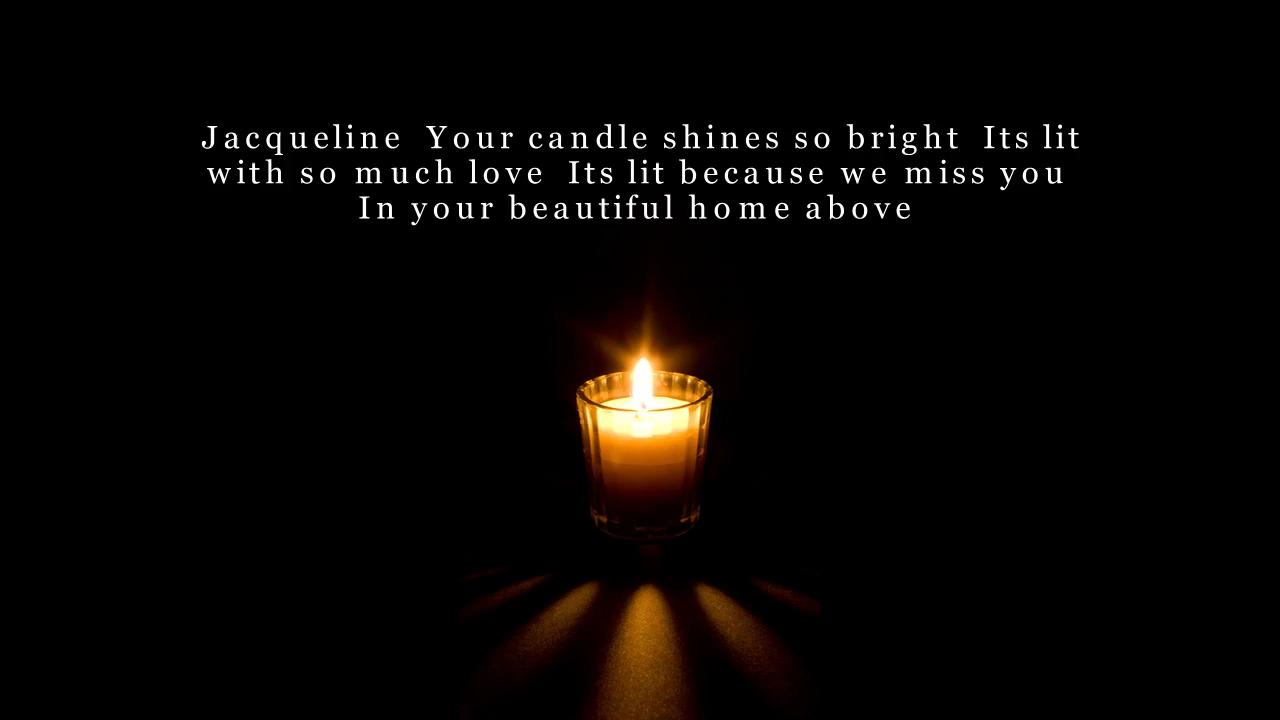 Jacqueline  Your candle shines so bright  Its lit
with so much love  Its lit because we miss you
In your beautiful home above